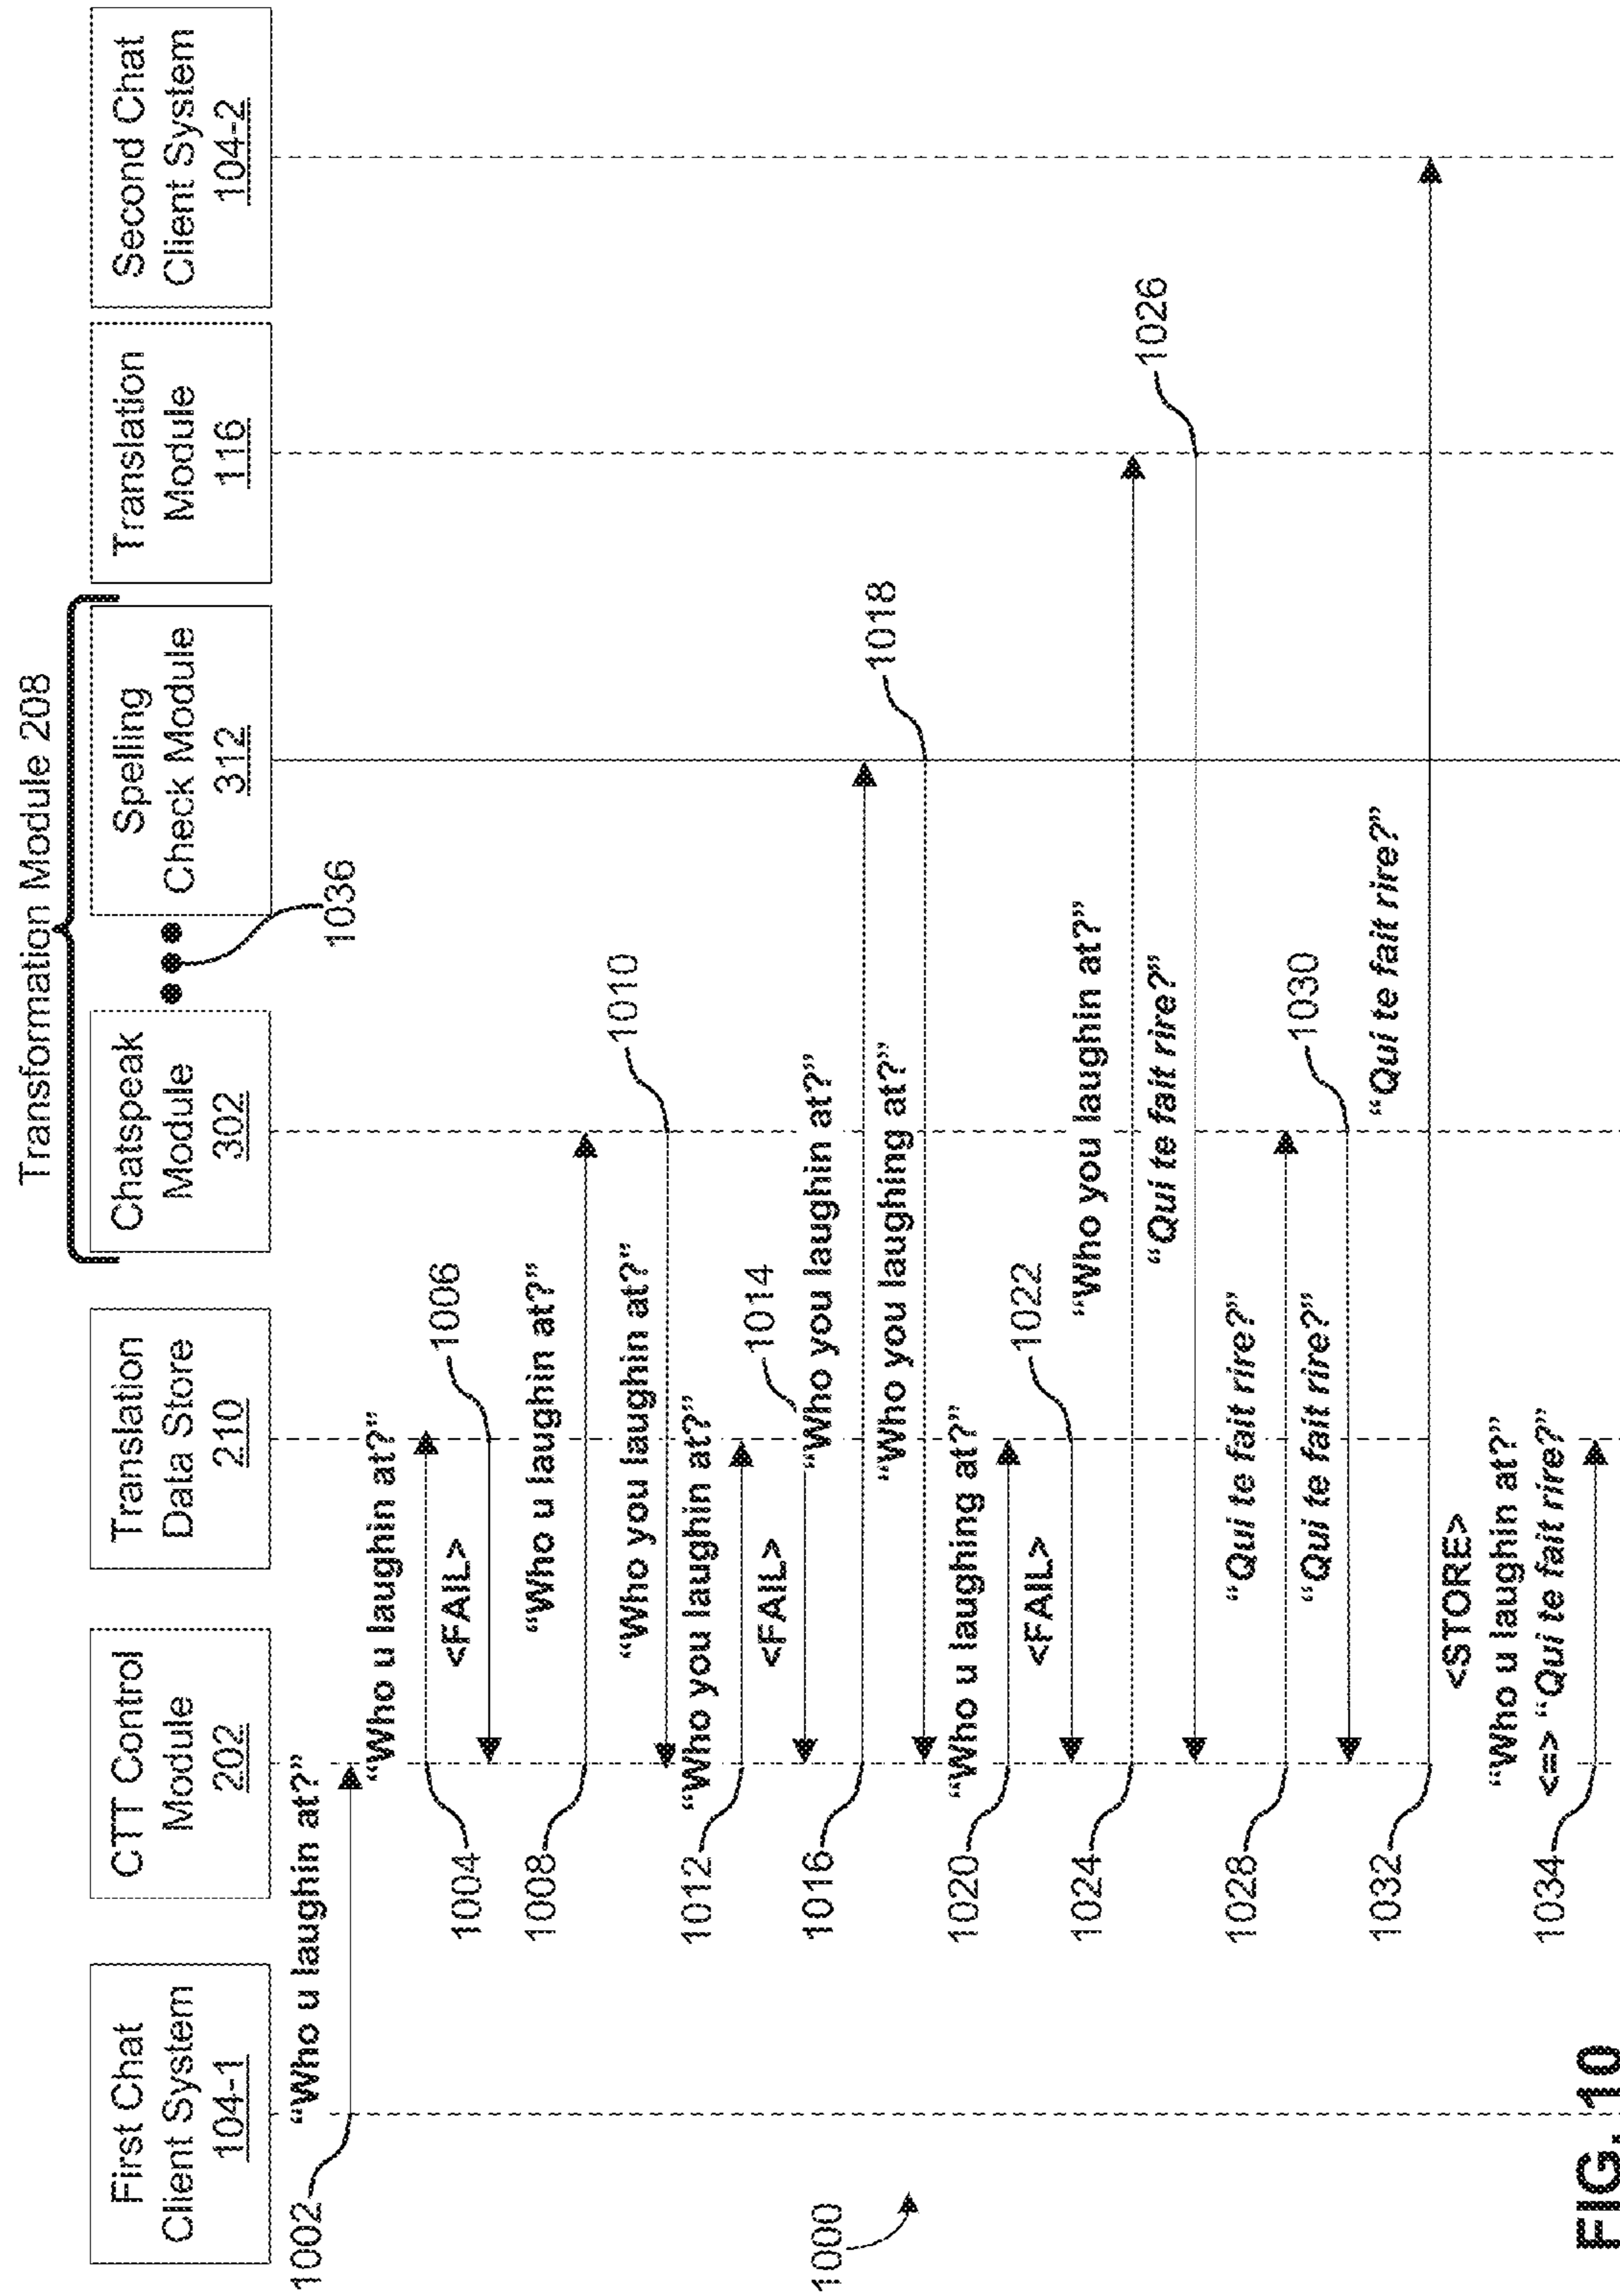 Transformation Module 208
First Chat
Client System
104-1
CTT Control
Module
202
Translation
Data Store
210
Chatspeak
Module
302
1036
Spelling
Check Module
312
Translation
Module
116
Second Chat
Client System
104-2
1002
“Who u laughin at?”
“Who u laughin at?”
1004
<FAIL>
1006
“Who u laughin at?”
1008
“Who you laughin at?”
1010
“Who you laughin at?”
1012
<FAIL>
1014
“Who you laughin at?”
1016
“Who you laughing at?”
1018
“Who u laughing at?”
1020
<FAIL>
1022
“Who you laughin at?”
1024
“Qui te fait rire?”
1026
“Qui te fait rire?”
1028
“Qui te fait rire?”
1030
“Qui te fait rire?”
1032
<STORE>
“Who u laughin at?”
<=> “Qui te fait rire?”
1034
1000
FIG. 10